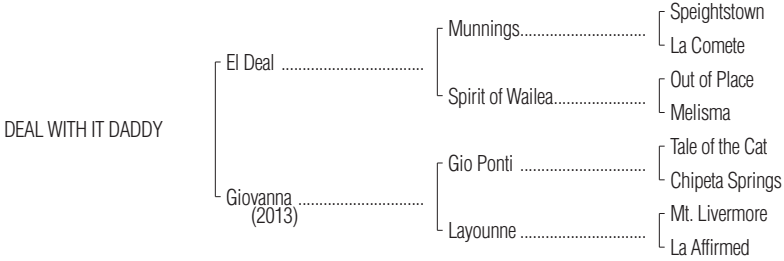 Speightstown
Munnings..............................
La Comete
El Deal ..................................
Out of Place
Spirit of Wailea......................
Melisma
DEAL WITH IT DADDY
Tale of the Cat
Gio Ponti ..............................
Chipeta Springs
Giovanna ..............................
(2013)
Mt. Livermore
Layounne ..............................
La Affirmed